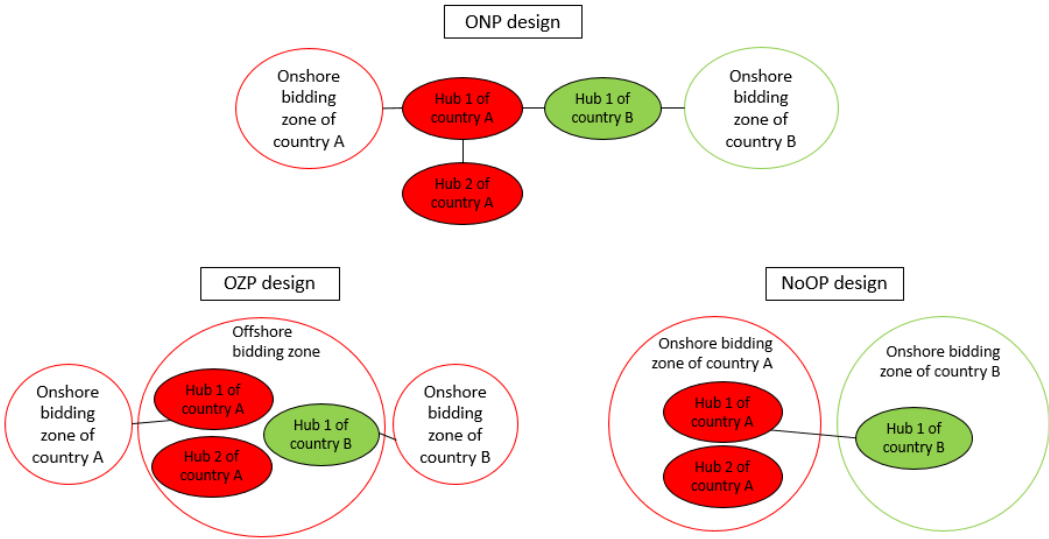 ONP design
Onshore
bidding
zone of
country A
Hub 1 of
country A
Hub 1 of
country B
Onshore
bidding
zone of
country B
Hub 2 of
country A
OZP design
NoOP design
Onshore
bidding
zone of
country A
Offshore
bidding zone
Hub 1 of
country A
Hub 2 of
country A
Hub 1 of
country B
Onshore
bidding
zone of
country B
Onshore bidding
zone of country A
Hub 1 of
country A
Hub 2 of
country A
Onshore bidding
zone of country B
Hub 1 of
country B